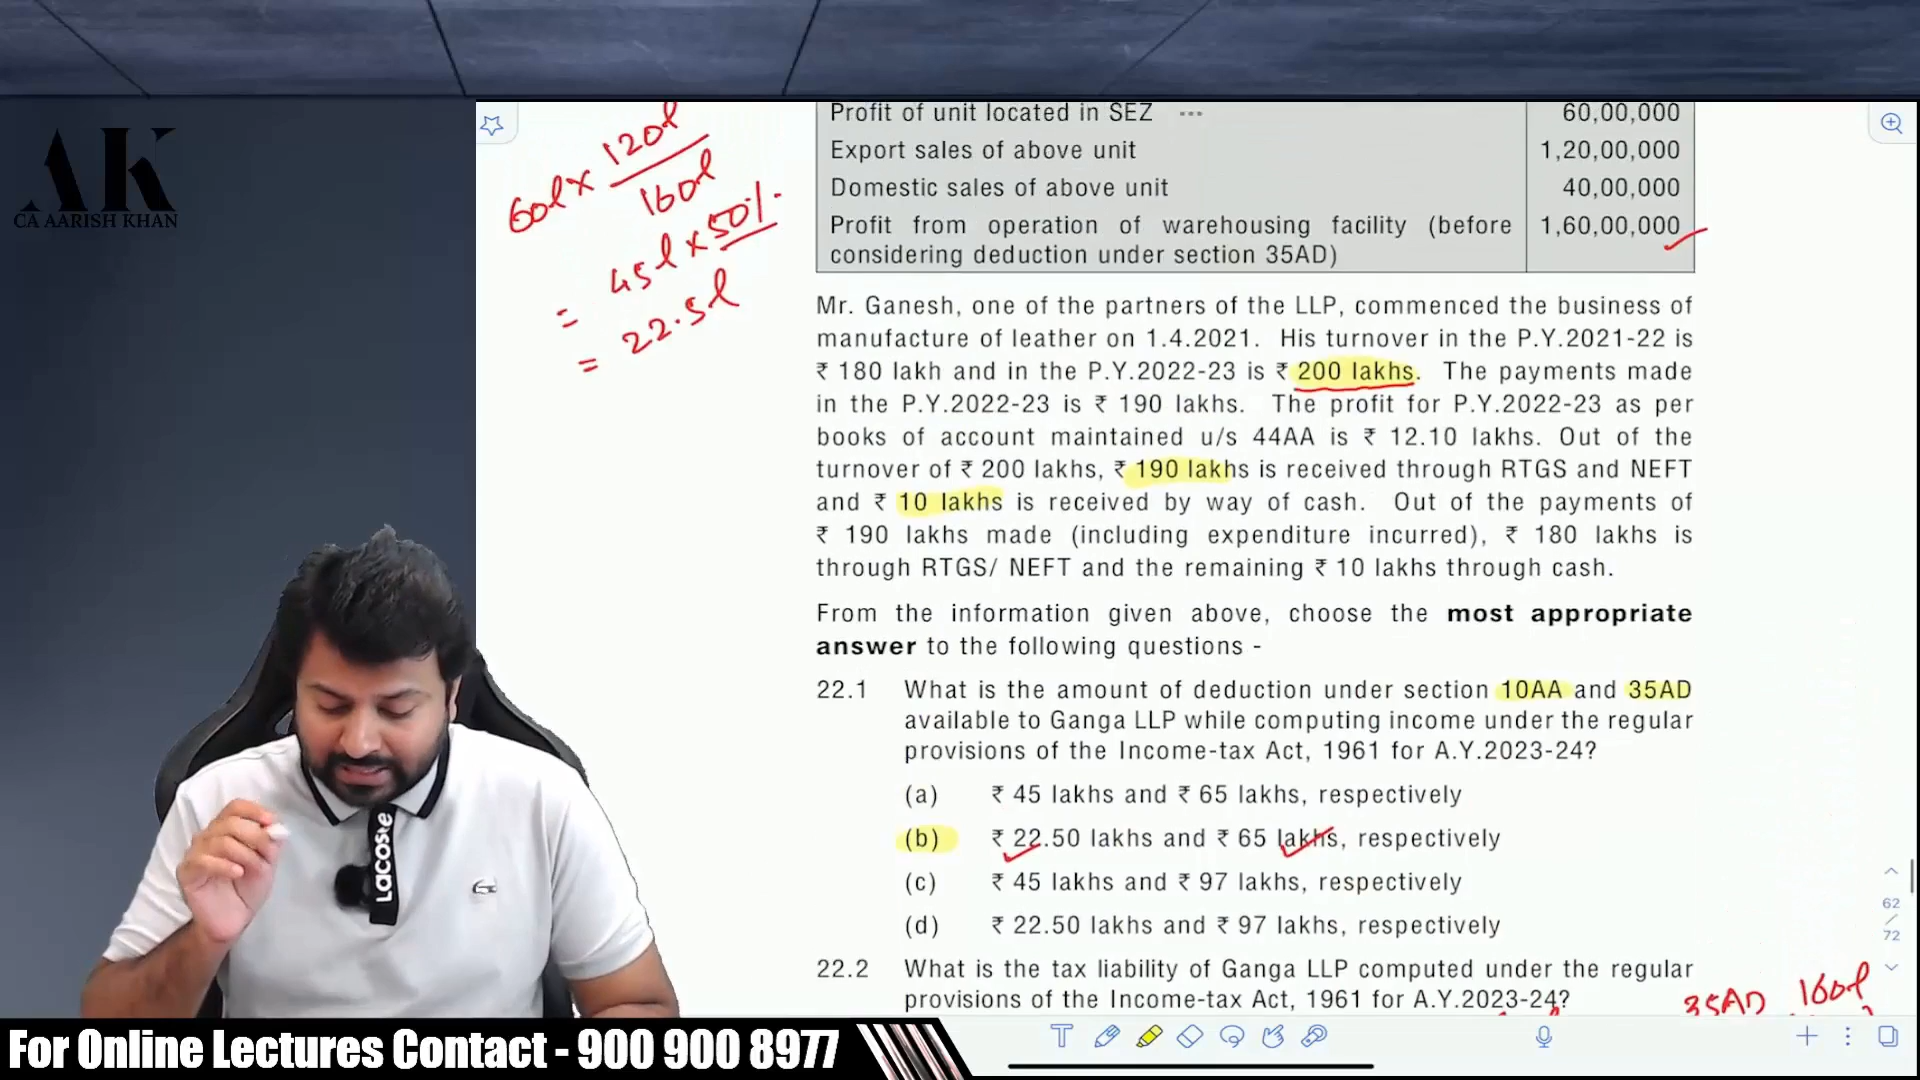 AK
CA AARISH KHAN
60l × 120l
160l
= 45l × 50%
= 22.5l
Profit of unit located in SEZ ... 60,00,000
Export sales of above unit 1,20,00,000
Domestic sales of above unit 40,00,000
Profit from operation of warehousing facility (before 1,60,00,000
considering deduction under section 35AD)
Mr. Ganesh, one of the partners of the LLP, commenced the business of
manufacture of leather on 1.4.2021. His turnover in the P.Y.2021-22 is
₹ 180 lakh and in the P.Y.2022-23 is ₹ 200 lakhs. The payments made
in the P.Y.2022-23 is ₹ 190 lakhs. The profit for P.Y.2022-23 as per
books of account maintained u/s 44AA is ₹ 12.10 lakhs. Out of the
turnover of ₹ 200 lakhs, ₹ 190 lakhs is received through RTGS and NEFT
and ₹ 10 lakhs is received by way of cash. Out of the payments of
₹ 190 lakhs made (including expenditure incurred), ₹ 180 lakhs is
through RTGS/ NEFT and the remaining ₹ 10 lakhs through cash.
From the information given above, choose the most appropriate
answer to the following questions -
22.1 What is the amount of deduction under section 10AA and 35AD
available to Ganga LLP while computing income under the regular
provisions of the Income-tax Act, 1961 for A.Y.2023-24?
(a) ₹ 45 lakhs and ₹ 65 lakhs, respectively
(b) ₹ 22.50 lakhs and ₹ 65 lakhs, respectively
(c) ₹ 45 lakhs and ₹ 97 lakhs, respectively
(d) ₹ 22.50 lakhs and ₹ 97 lakhs, respectively
22.2 What is the tax liability of Ganga LLP computed under the regular
provisions of the Income-tax Act, 1961 for A.Y.2023-24?
35AD 160l
62
/
72
LACOSTE
For Online Lectures Contact - 900 900 8977